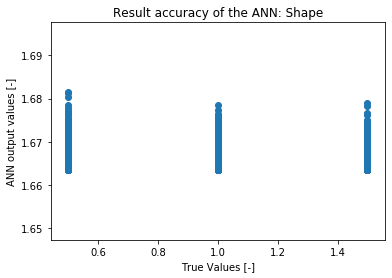 Result accuracy of the ANN: Shape
1.69
1.68
1.67
1.66
1.65
ANN output values [-]
0.6 0.8 1.0 1.2 1.4
True Values [-]